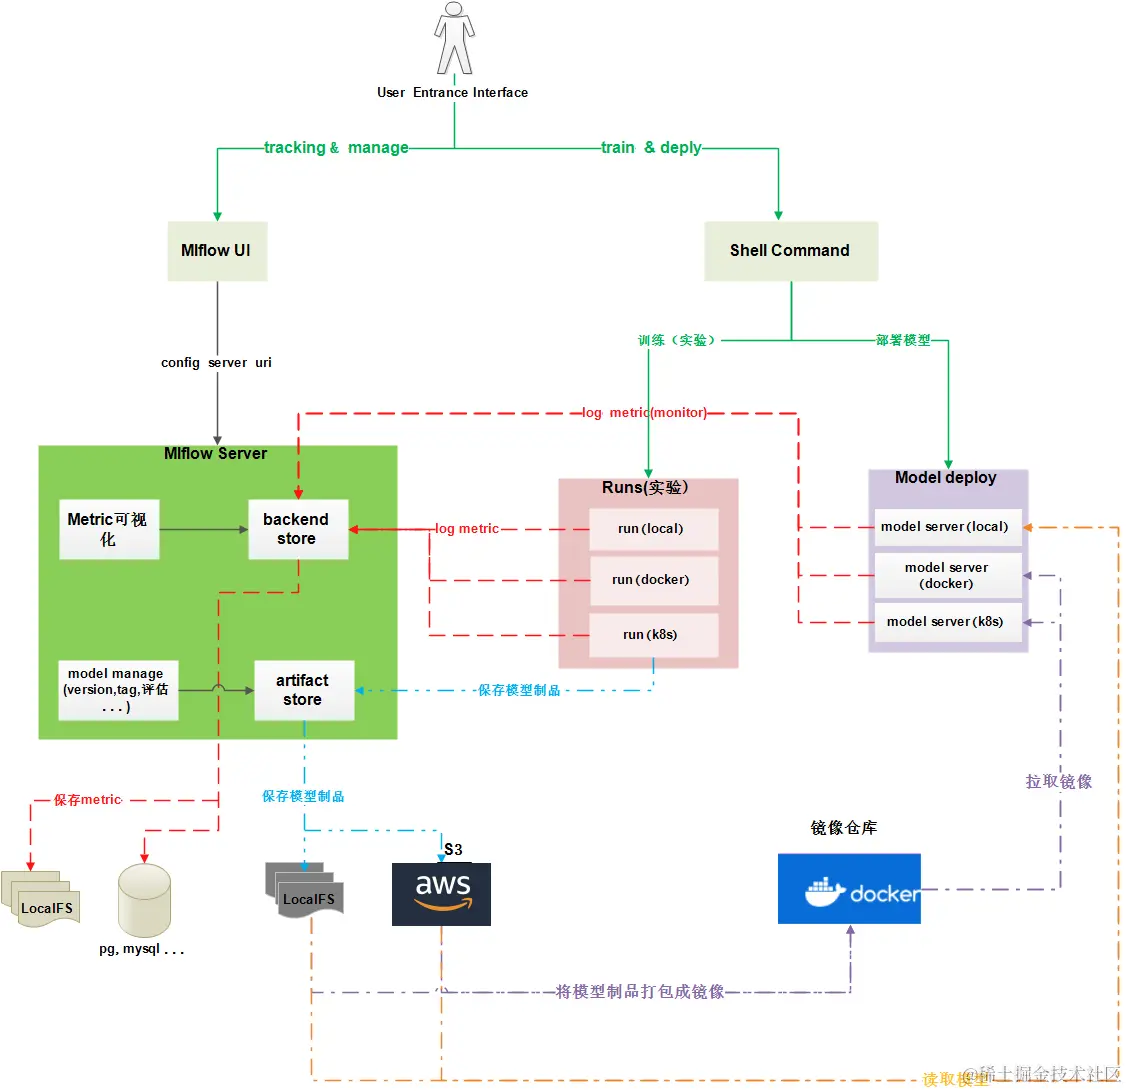 User Entrance Interface
tracking & manage
train & deply
Mlflow UI
Shell Command
config server uri
训练（实验）
部署模型
log metric(monitor)
Mlflow Server
Metric可视
化
backend
store
model manage
(version,tag,评估
...)
artifact
store
log metric
Runs(实验）
run(local)
run(docker)
run(k8s)
Model deploy
model server(local)
model server
(docker)
model server(k8s)
保存模型制品
保存metric
保存模型制品
LocalFS
pg, mysql ...
LocalFS
S3
aws
镜像仓库
docker
拉取镜像
将模型制品打包成镜像
读取模型
@稀土掘金技术社区